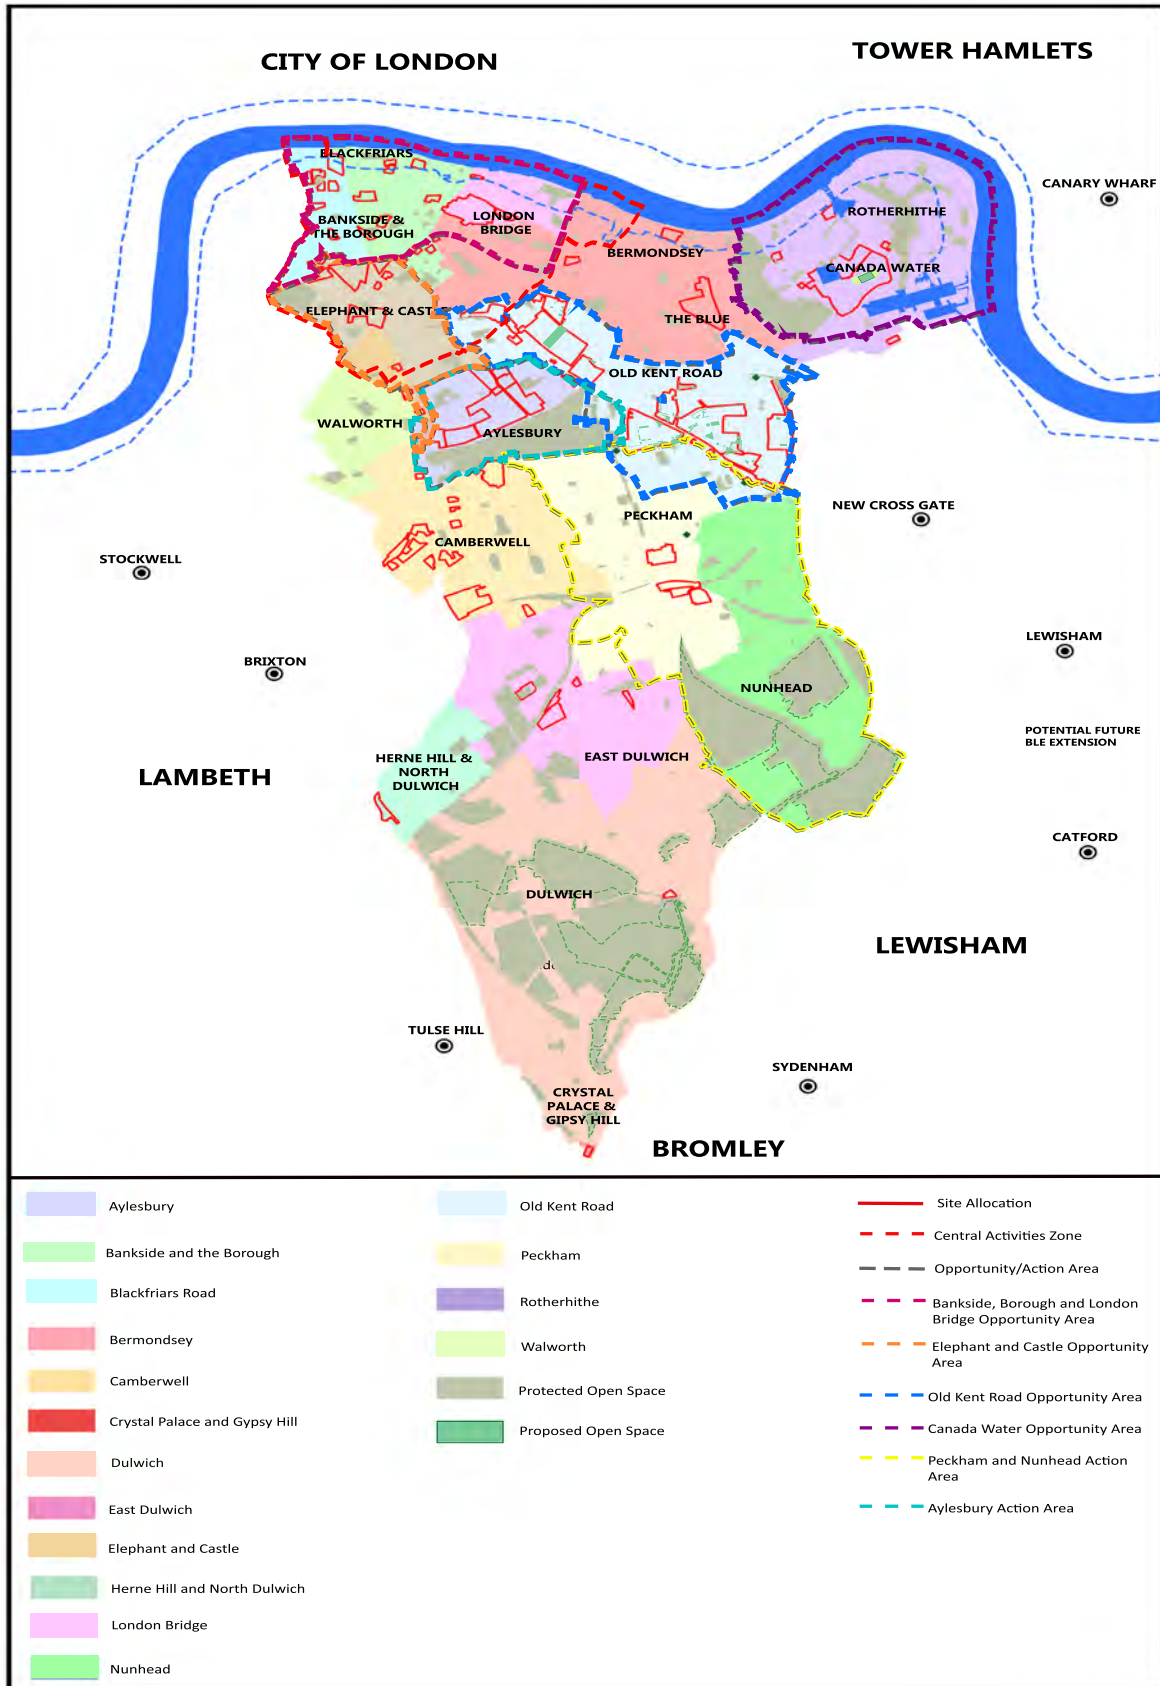 CITY OF LONDON
TOWER HAMLETS
BLACKFRIARS
CANARY WHARF
BANKSIDE &
THE BOROUGH
LONDON
BRIDGE
ROTHERHITHE
BERMONDSEY
CANADA WATER
ELEPHANT & CAST
THE BLUE
OLD KENT ROAD
WALWORTH
AYLESBURY
NEW CROSS GATE
PECKHAM
CAMBERWELL
STOCKWELL
LEWISHAM
BRIXTON
NUNHEAD
POTENTIAL FUTURE
BLE EXTENSION
HERNE HILL &
NORTH
DULWICH
EAST DULWICH
LAMBETH
CATFORD
DULWICH
LEWISHAM
TULSE HILL
SYDENHAM
CRYSTAL
PALACE &
GIPSY HILL
BROMLEY
Aylesbury
Bankside and the Borough
Blackfriars Road
Bermondsey
Camberwell
Crystal Palace and Gypsy Hill
Dulwich
East Dulwich
Elephant and Castle
Herne Hill and North Dulwich
London Bridge
Nunhead
Old Kent Road
Peckham
Rotherhithe
Walworth
Protected Open Space
Proposed Open Space
Site Allocation
Central Activities Zone
Opportunity/Action Area
Bankside, Borough and London
Bridge Opportunity Area
Elephant and Castle Opportunity
Area
Old Kent Road Opportunity Area
Canada Water Opportunity Area
Peckham and Nunhead Action
Area
Aylesbury Action Area